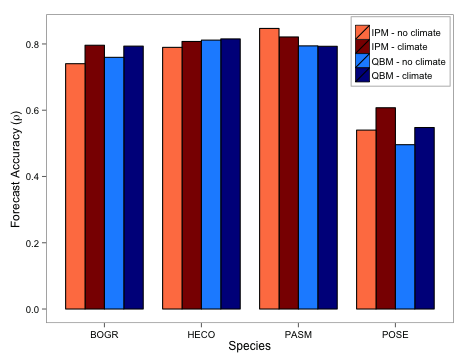 IPM - no climate
IPM - climate
QBM - no climate
QBM - climate
0.8
0.6
0.4
0.2
0.0
Forecast Accuracy (ρ)
BOGR HECO PASM POSE
Species